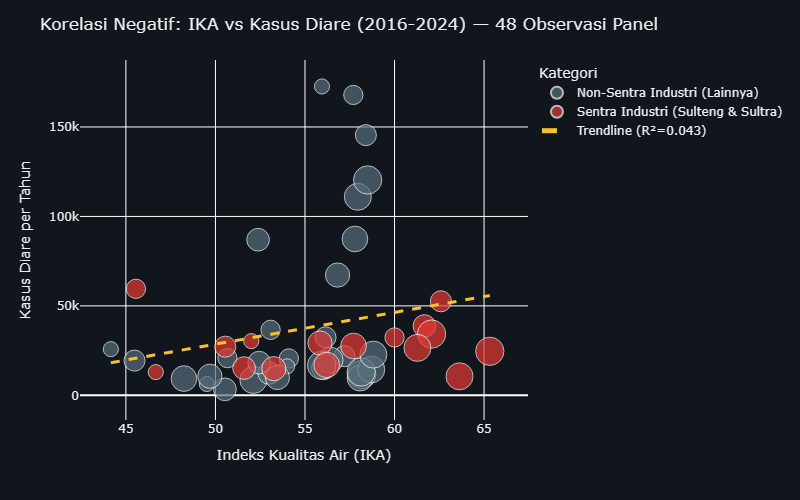 Korelasi Negatif: IKA vs Kasus Diare (2016-2024) — 48 Observasi Panel
Kategori
Non-Sentra Industri (Lainnya)
Sentra Industri (Sulteng & Sultra)
Trendline (R²=0.043)
Kasus Diare per Tahun
150k
100k
50k
0
45
50
55
60
65
Indeks Kualitas Air (IKA)